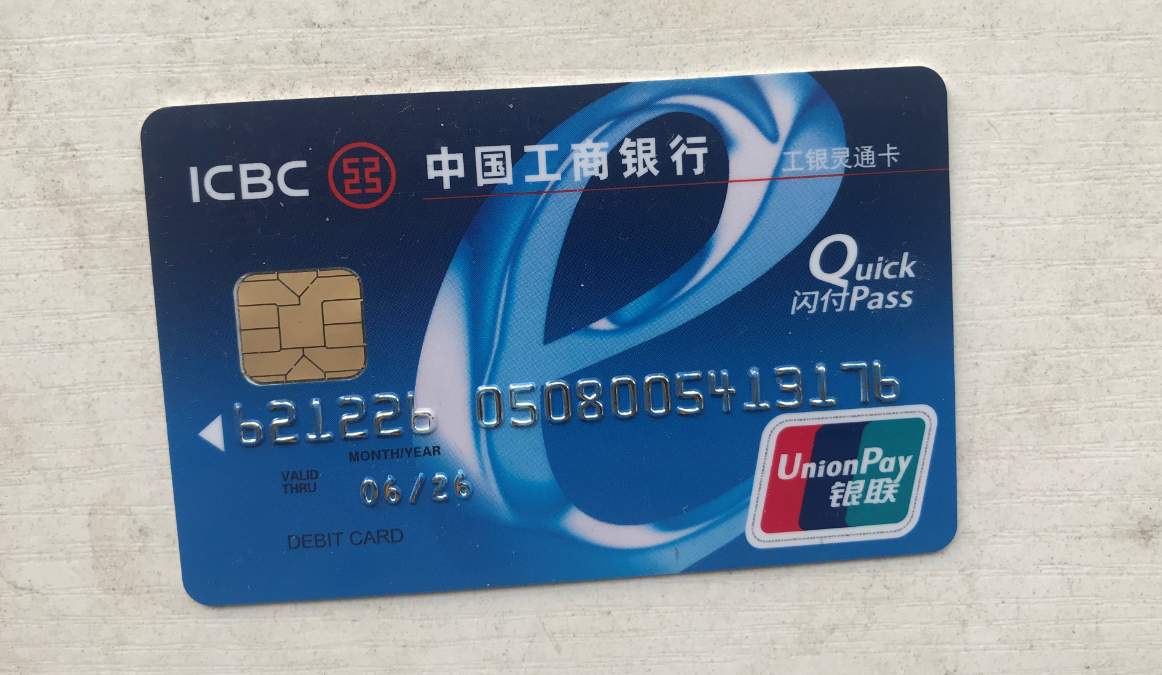 ICBC 中国工商银行 工银灵通卡
Quick
闪付Pass
621226 0508005413176
MONTH/YEAR
VALID
THRU
06/26
DEBIT CARD
UnionPay
银联